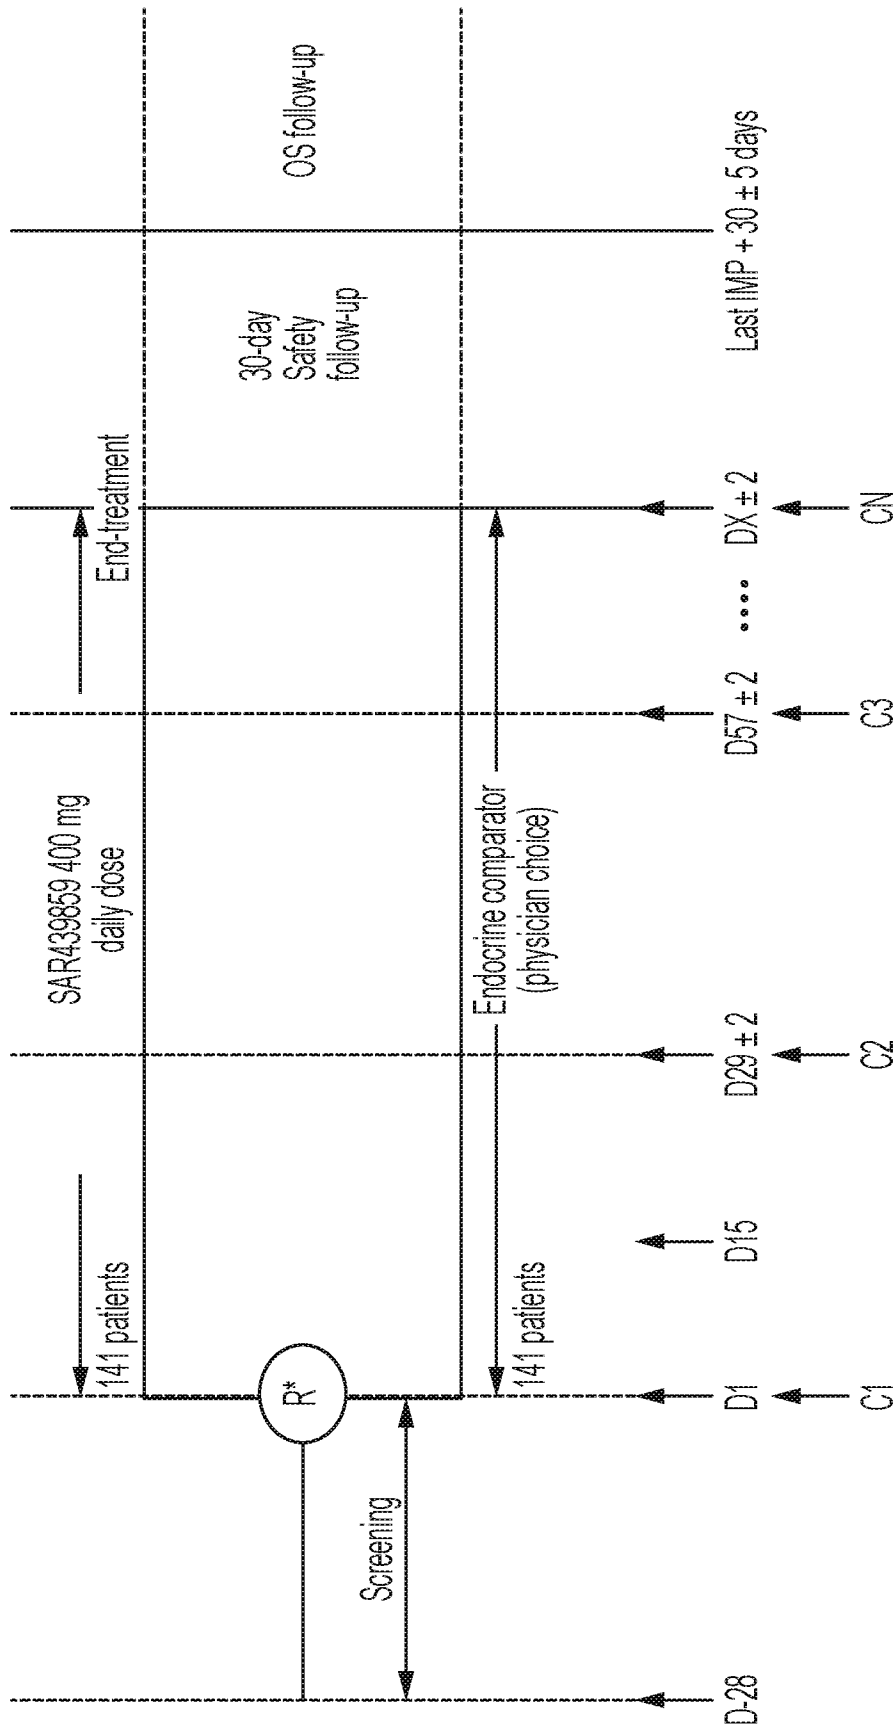 SAR439859 400 mg
daily dose
141 patients
End-treatment
R*
30-day
Safety
follow-up
OS follow-up
Screening
Endocrine comparator
(physician choice)
141 patients
D-28
D1
D15
D29 ± 2
D57 ± 2
••••
DX ± 2
Last IMP + 30 ± 5 days
C1
C2
C3
CN